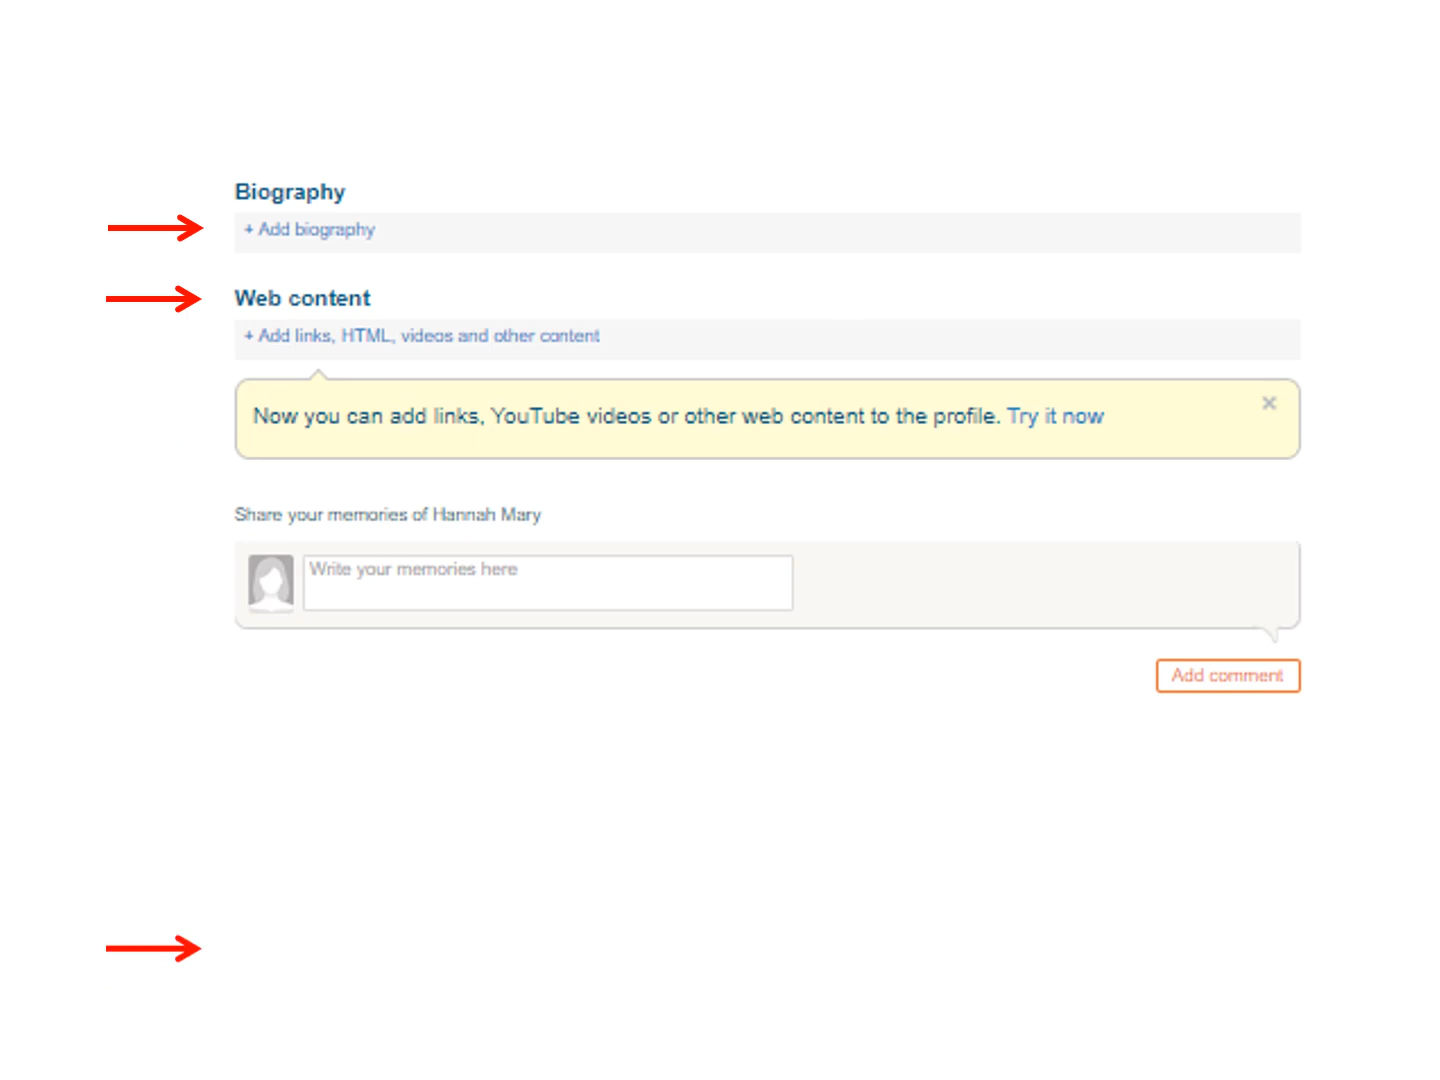 Biography
+ Add biography
Web content
+ Add links, HTML, videos and other content
Now you can add links, YouTube videos or other web content to the profile. Try it now
Share your memories of Hannah Mary
Write your memories here
Add comment